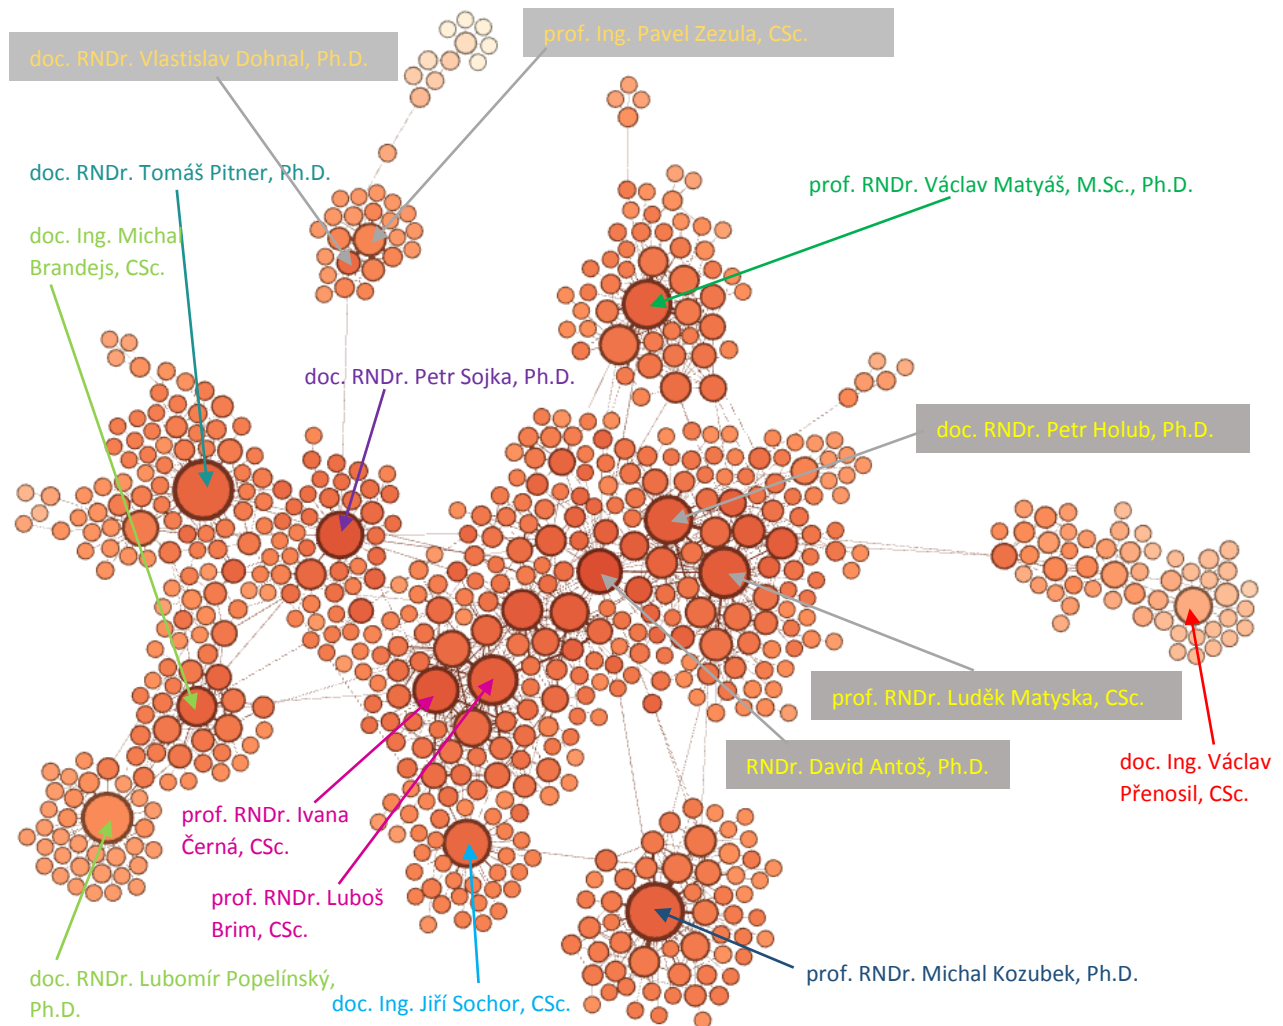 prof. Ing. Pavel Zezula, CSc.
doc. RNDr. Vlastislav Dohnal, Ph.D.
doc. RNDr. Tomáš Pitner, Ph.D.
prof. RNDr. Václav Matyáš, M.Sc., Ph.D.
doc. Ing. Michal
Brandejs, CSc.
doc. RNDr. Petr Sojka, Ph.D.
doc. RNDr. Petr Holub, Ph.D.
prof. RNDr. Luděk Matyska, CSc.
RNDr. David Antoš, Ph.D.
doc. Ing. Václav
Přenosil, CSc.
prof. RNDr. Ivana
Černá, CSc.
prof. RNDr. Luboš
Brim, CSc.
doc. RNDr. Lubomír Popelínský,
Ph.D.
doc. Ing. Jiří Sochor, CSc.
prof. RNDr. Michal Kozubek, Ph.D.